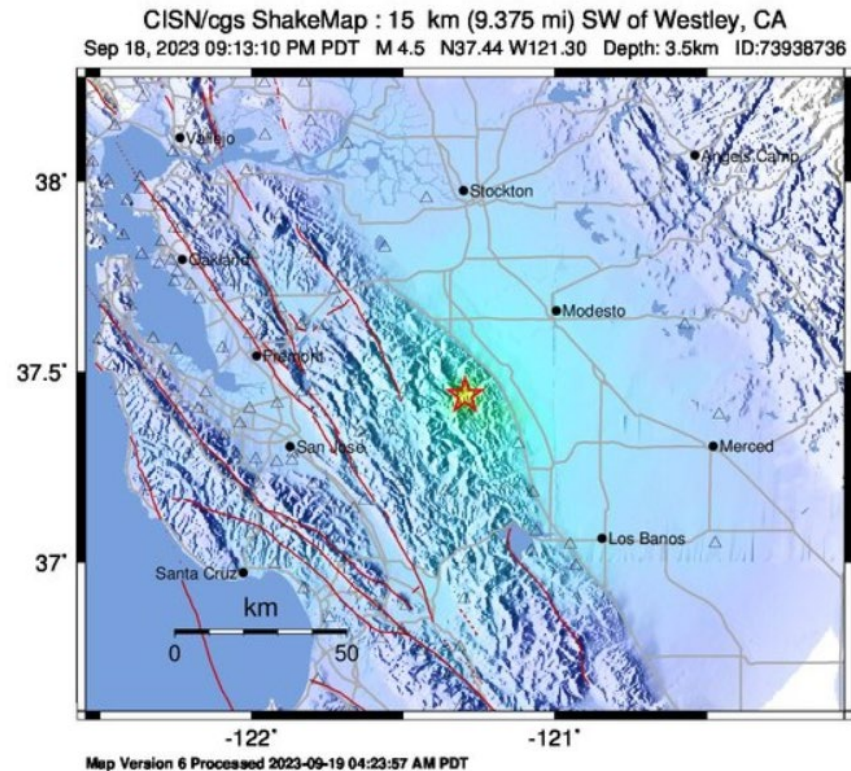 CISN/cgs ShakeMap : 15 km (9.375 mi) SW of Westley, CA
Sep 18, 2023 09:13:10 PM PDT M 4.5 N37.44 W121.30 Depth: 3.5km ID:73938736
Vallejo
Angels Camp
38°
Stockton
Oakland
Modesto
Fremont
37.5°
San Jose
Merced
Los Banos
37°
Santa Cruz
km
0 50
-122° -121°
Map Version 6 Processed 2023-09-19 04:23:57 AM PDT